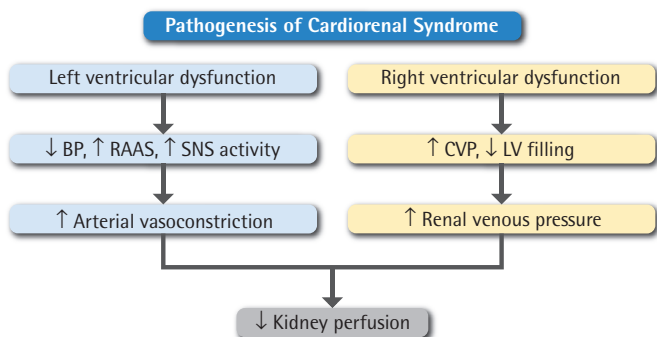 Pathogenesis of Cardiorenal Syndrome
Left ventricular dysfunction
Right ventricular dysfunction
↓ BP, ↑ RAAS, ↑ SNS activity
↑ CVP, ↓ LV filling
↑ Arterial vasoconstriction
↑ Renal venous pressure
↓ Kidney perfusion